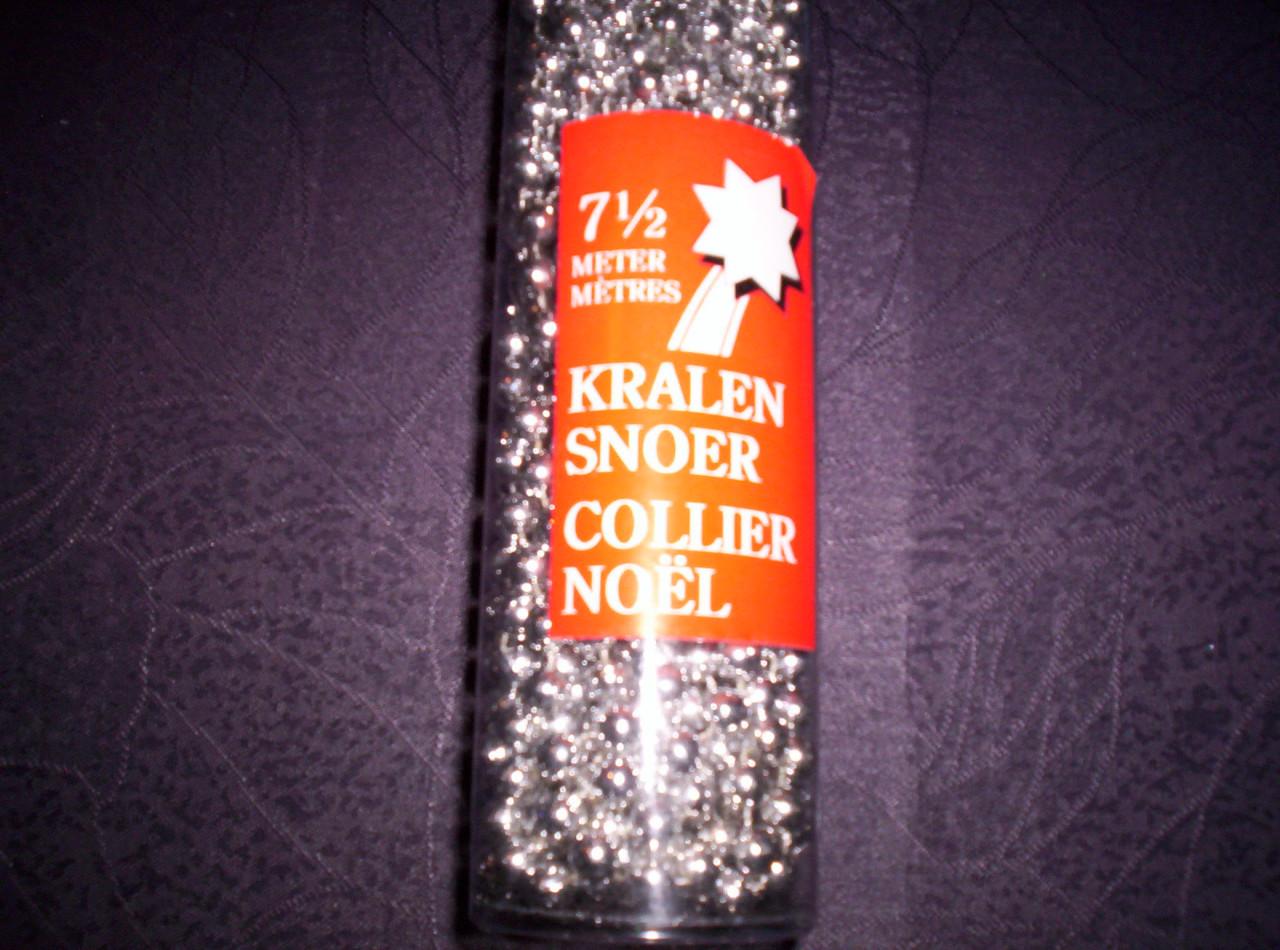 7½
METER
MÈTRES
KRALEN
SNOER
COLLIER
NOËL